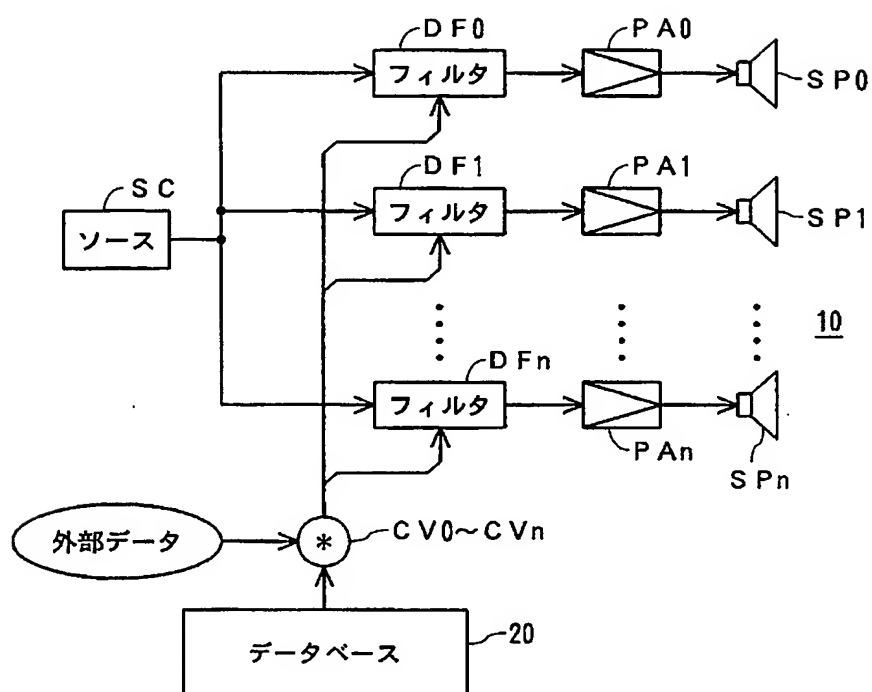 DF0
PA0
フィルタ
SP0
SC
ソース
DF1
PA1
フィルタ
SP1
10
DFn
フィルタ
PAn
SPn
外部データ
*
CV0~CVn
データベース
20